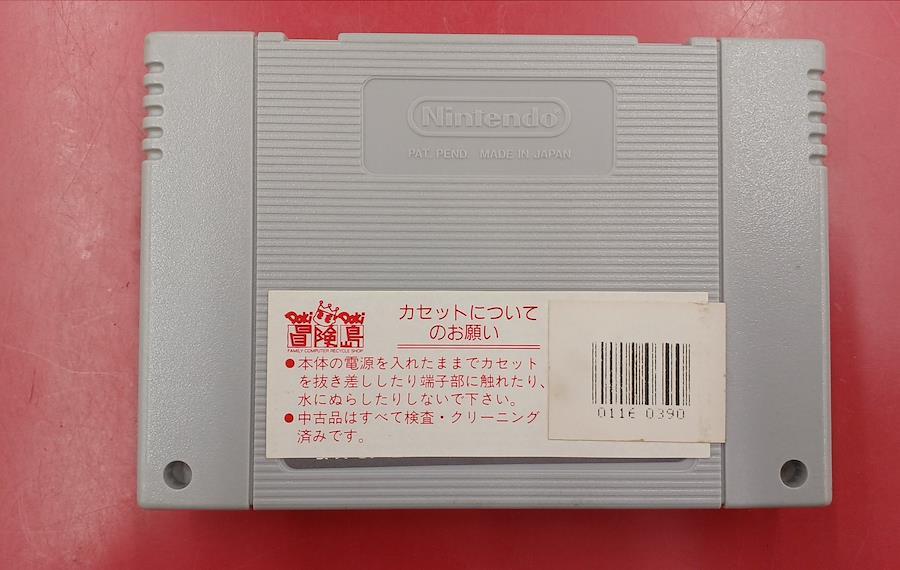 Nintendo
PAT. PEND. MADE IN JAPAN
Doki Doki
冒険島
FAMILY COMPUTER RECYCLE SHOP
カセットについて
のお願い
●本体の電源を入れたままでカセット
を抜き差ししたり端子部に触れたり、
水にぬらしたりしないで下さい。
●中古品はすべて検査・クリーニング
済みです。
0116 0390